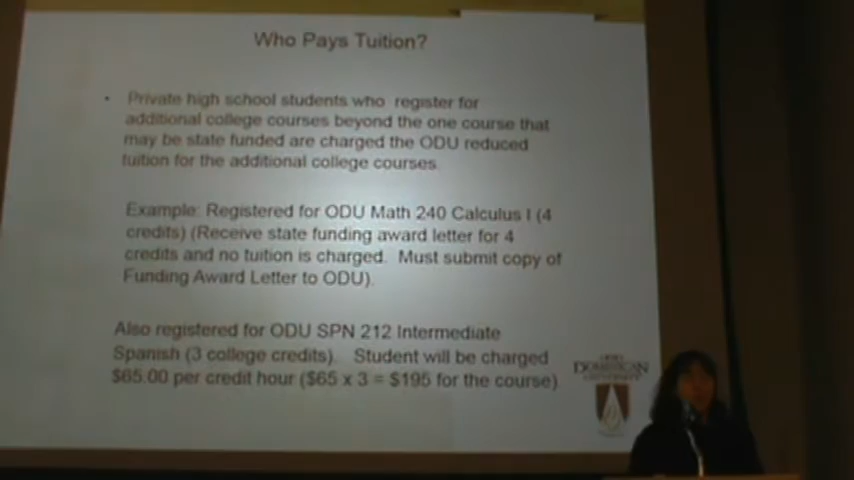 Who Pays Tuition?
• Private high school students who register for
additional college courses beyond the one course that
may be state funded are charged the ODU reduced
tuition for the additional college courses.
Example: Registered for ODU Math 240 Calculus I (4
credits) (Receive state funding award letter for 4
credits and no tuition is charged. Must submit copy of
Funding Award Letter to ODU).
Also registered for ODU SPN 212 Intermediate
Spanish (3 college credits). Student will be charged
$65.00 per credit hour ($65 x 3 = $195 for the course)
OHIO
DOMINICAN
UNIVERSITY